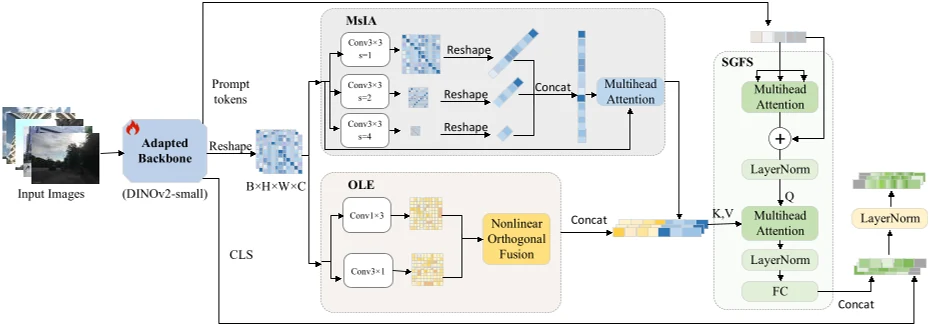 Input Images
Adapted
Backbone
(DINOv2-small)
Prompt
tokens
Reshape
B×H×W×C
CLS
MsIA
Conv3×3
s=1
Reshape
Conv3×3
s=2
Reshape
Conv3×3
s=4
Reshape
Concat
Multihead
Attention
OLE
Conv1×3
Conv3×1
Nonlinear
Orthogonal
Fusion
Concat
K,V
SGFS
Multihead
Attention
+
LayerNorm
Q
Multihead
Attention
LayerNorm
FC
Concat
LayerNorm